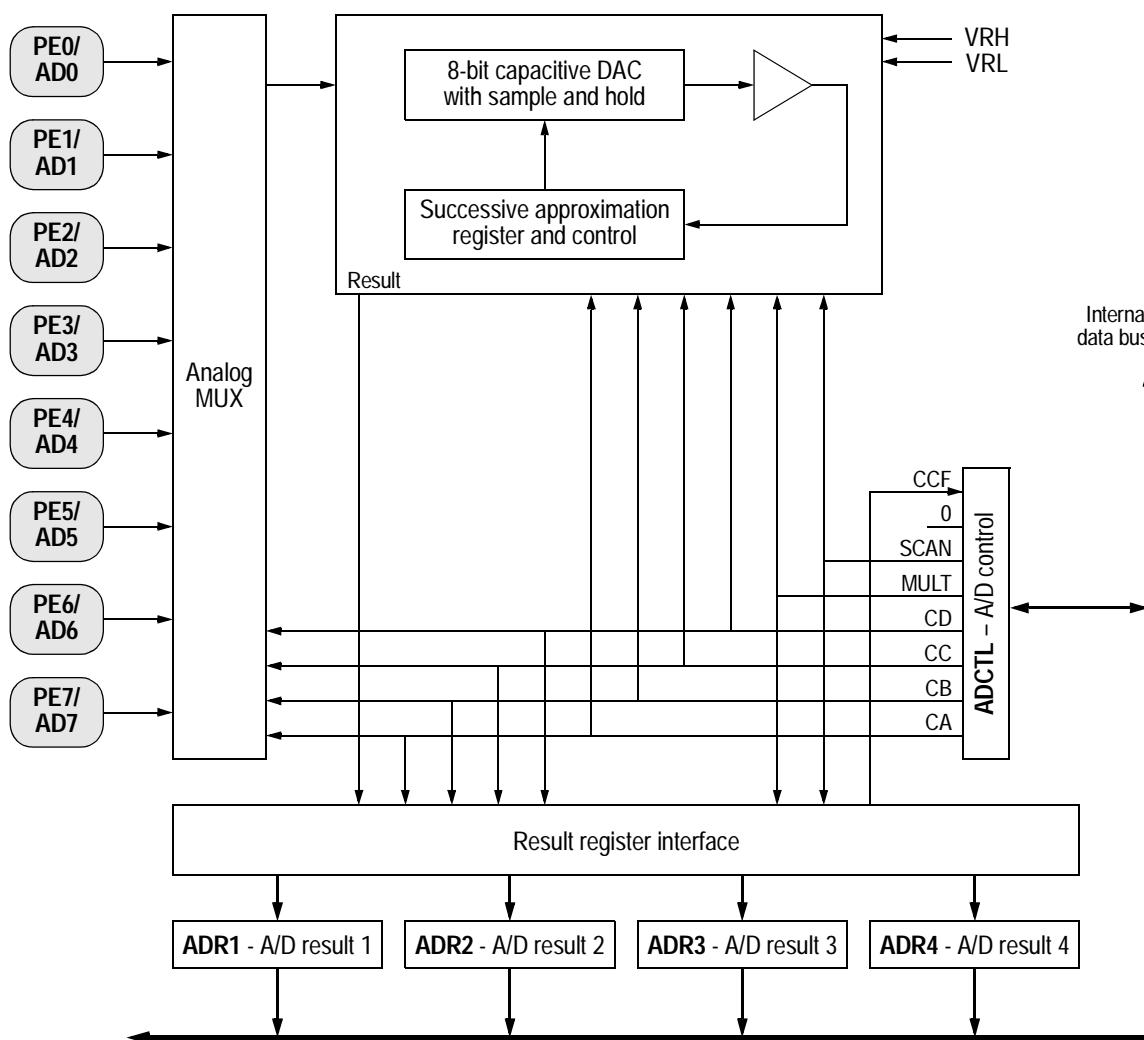 PE0/
AD0
PE1/
AD1
PE2/
AD2
PE3/
AD3
PE4/
AD4
PE5/
AD5
PE6/
AD6
PE7/
AD7
Analog
MUX
8-bit capacitive DAC
with sample and hold
Successive approximation
register and control
Result
VRH
VRL
Interna
data bus
CCF
0
SCAN
MULT
CD
CC
CB
CA
ADCTL – A/D control
Result register interface
ADR1 - A/D result 1
ADR2 - A/D result 2
ADR3 - A/D result 3
ADR4 - A/D result 4